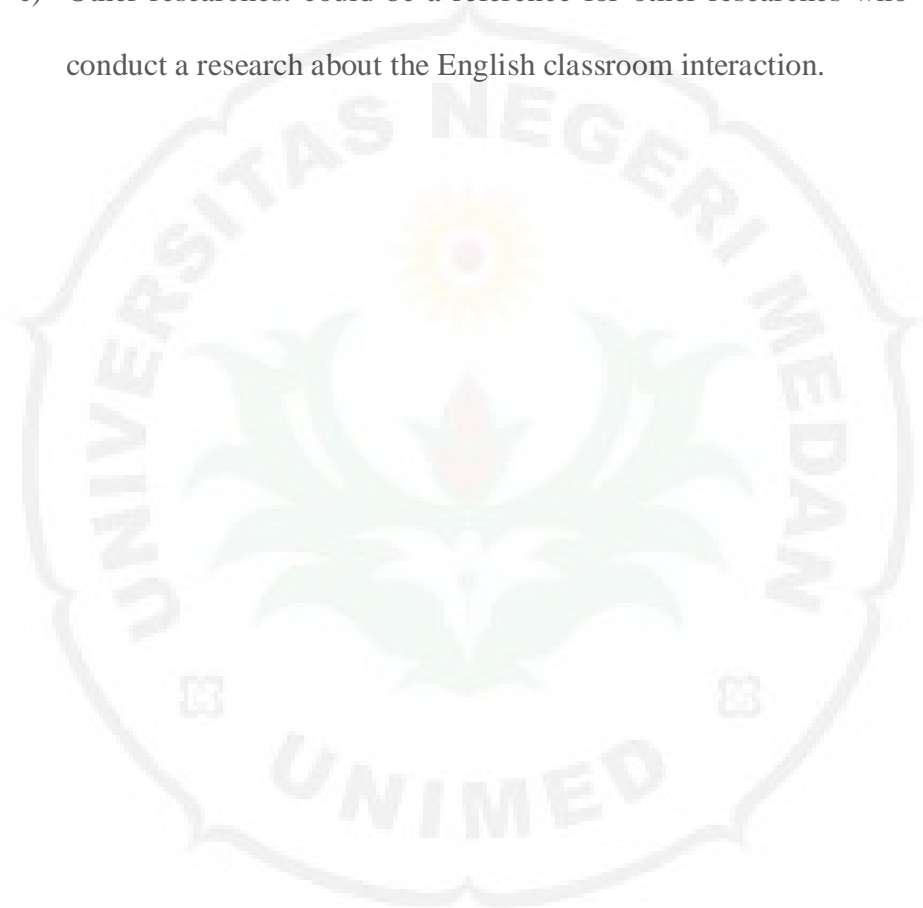 c) Other researches: could be a reference for other researches who
conduct a research about the English classroom interaction.
UNIVERSITAS NEGERI MEDAN
UNIMED